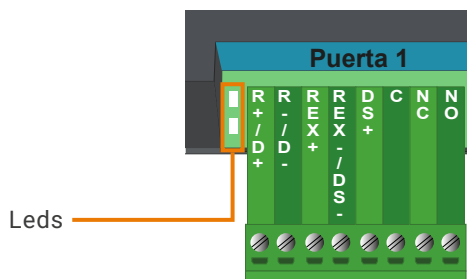 Puerta 1
R+/D+
R-/D-
REX+
REX-/DS-
DS+
C
NC
NO
Leds